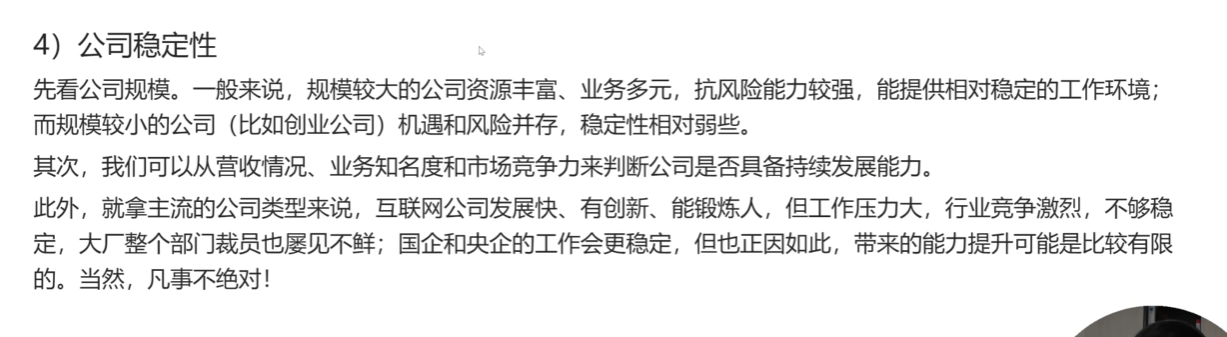 4）公司稳定性
先看公司规模。一般来说，规模较大的公司资源丰富、业务多元，抗风险能力较强，能提供相对稳定的工作环境；
而规模较小的公司（比如创业公司）机遇和风险并存，稳定性相对弱些。
其次，我们可以从营收情况、业务知名度和市场竞争力来判断公司是否具备持续发展能力。
此外，就拿主流的公司类型来说，互联网公司发展快、有创新、能锻炼人，但工作压力大，行业竞争激烈，不够稳
定，大厂整个部门裁员也屡见不鲜；国企和央企的工作会更稳定，但也正因如此，带来的能力提升可能是比较有限
的。当然，凡事不绝对！